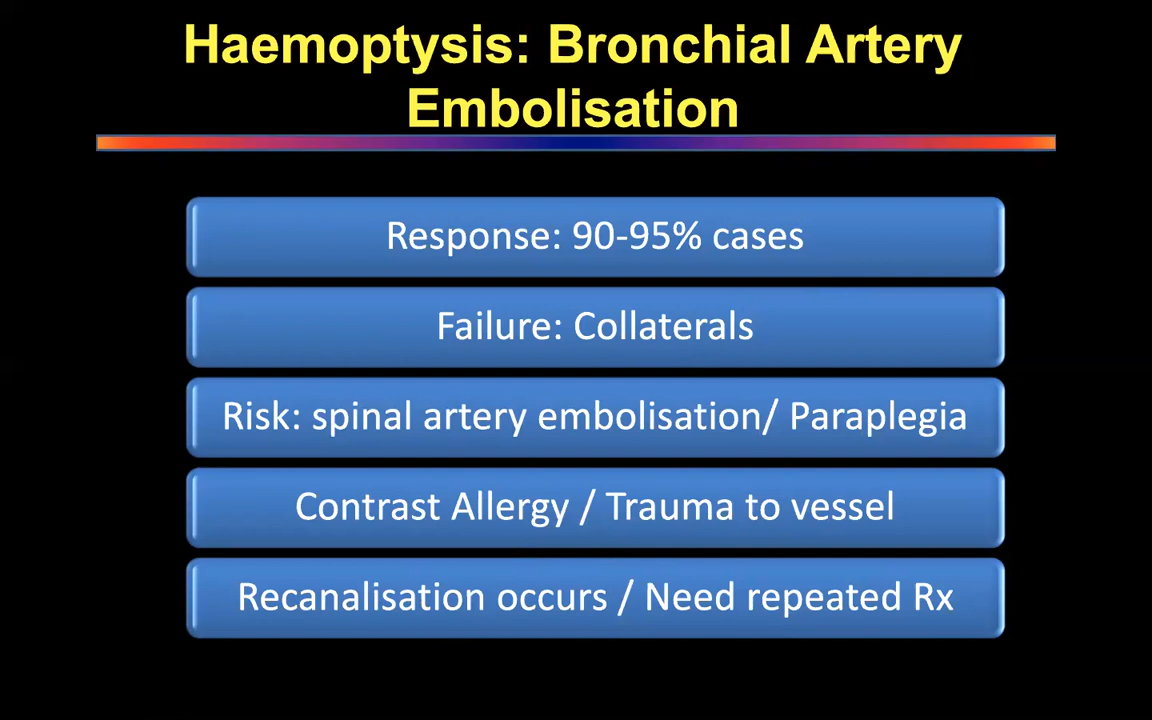 Haemoptysis: Bronchial Artery
Embolisation
Response: 90-95% cases
Failure: Collaterals
Risk: spinal artery embolisation/ Paraplegia
Contrast Allergy / Trauma to vessel
Recanalisation occurs / Need repeated Rx